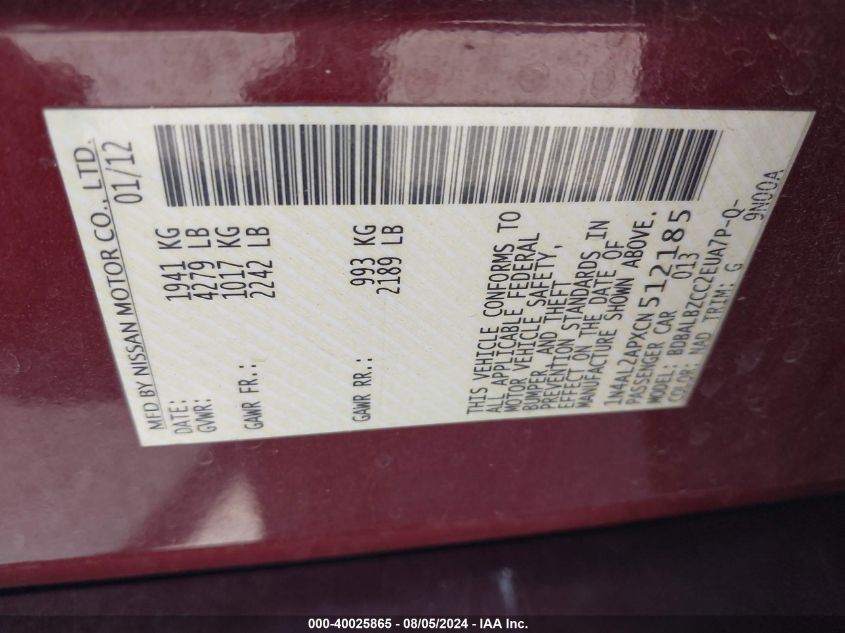 MFD BY NISSAN MOTOR CO., LTD.
DATE: 01/12
GVWR: 1941 KG
4279 LB
GAWR FR.: 1017 KG
2242 LB
GAWR RR.: 993 KG
2189 LB
THIS VEHICLE CONFORMS TO
ALL APPLICABLE FEDERAL
MOTOR VEHICLE SAFETY,
BUMPER, AND THEFT
PREVENTION STANDARDS IN
EFFECT ON THE DATE OF
MANUFACTURE SHOWN ABOVE.
1N4AL2APXCN512185
PASSENGER CAR 013
MODEL: BDBALBZCC2EUA7P-Q-
COLOR: NAD TRIM: G 9N00A
000-40025865 - 08/05/2024 - IAA Inc.